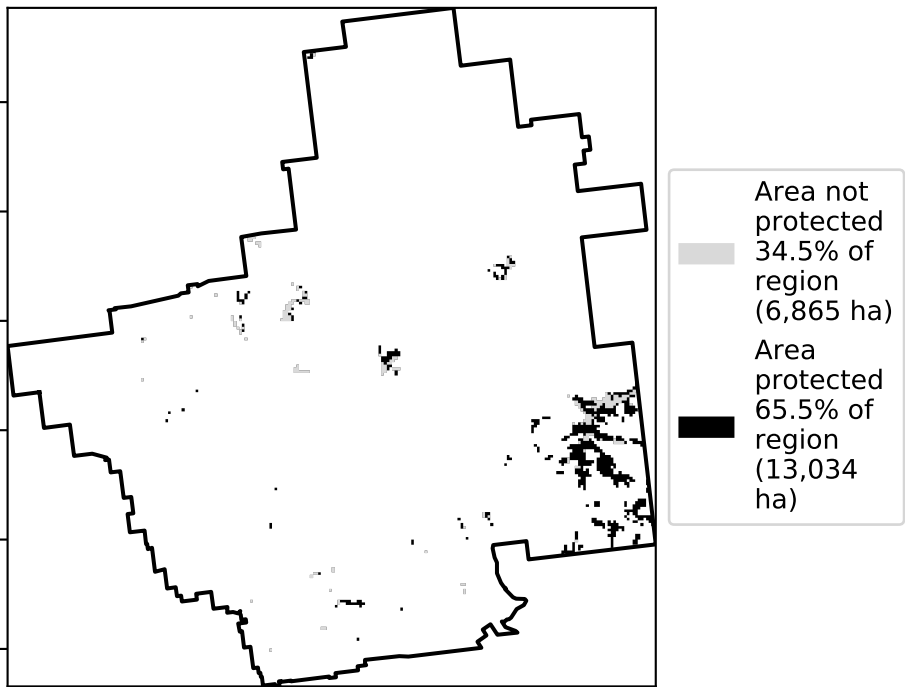 Area not
protected
34.5% of
region
(6,865 ha)
Area
protected
65.5% of
region
(13,034
ha)